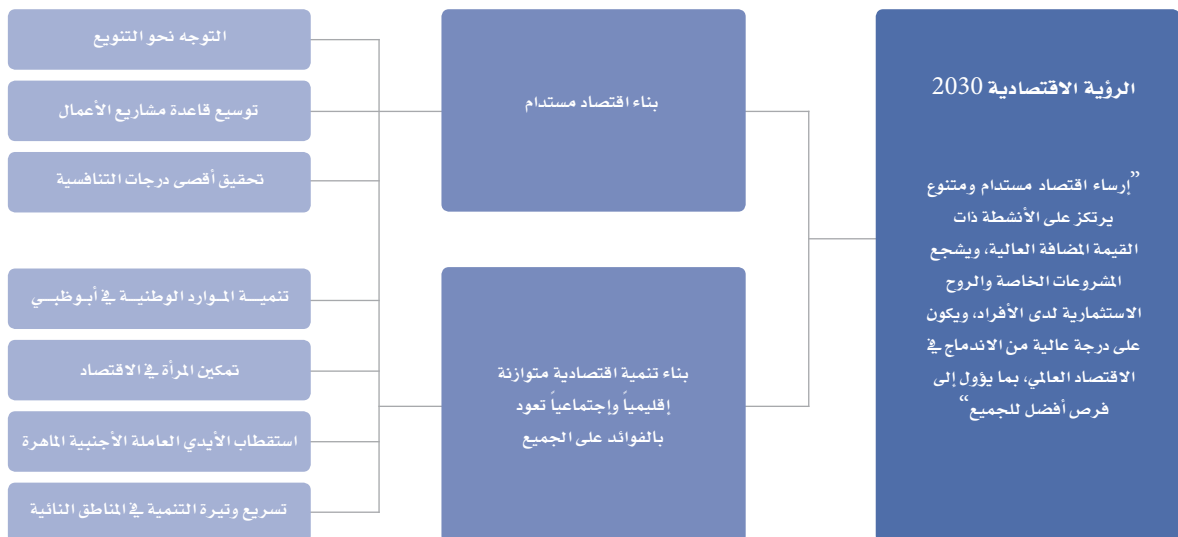 الرؤية الاقتصادية 2030
”إرساء اقتصاد مستدام ومتنوع
يرتكز على الأنشطة ذات
القيمة المضافة العالية، ويشجع
المشروعات الخاصة والروح
الاستثمارية لدى الأفراد، ويكون
على درجة عالية من الاندماج في
الاقتصاد العالمي، بما يؤول إلى
فرص أفضل للجميع“
بناء اقتصاد مستدام
التوجه نحو التنويع
توسيع قاعدة مشاريع الأعمال
تحقيق أقصى درجات التنافسية
بناء تنمية اقتصادية متوازنة
إقليمياً وإجتماعياً تعود
بالفوائد على الجميع
تنميــة المـوارد الوطنيـة في أبـوظبـي
تمكين المرأة في الاقتصاد
استقطاب الأيدي العاملة الأجنبية الماهرة
تسريع وتيرة التنمية في المناطق النائية